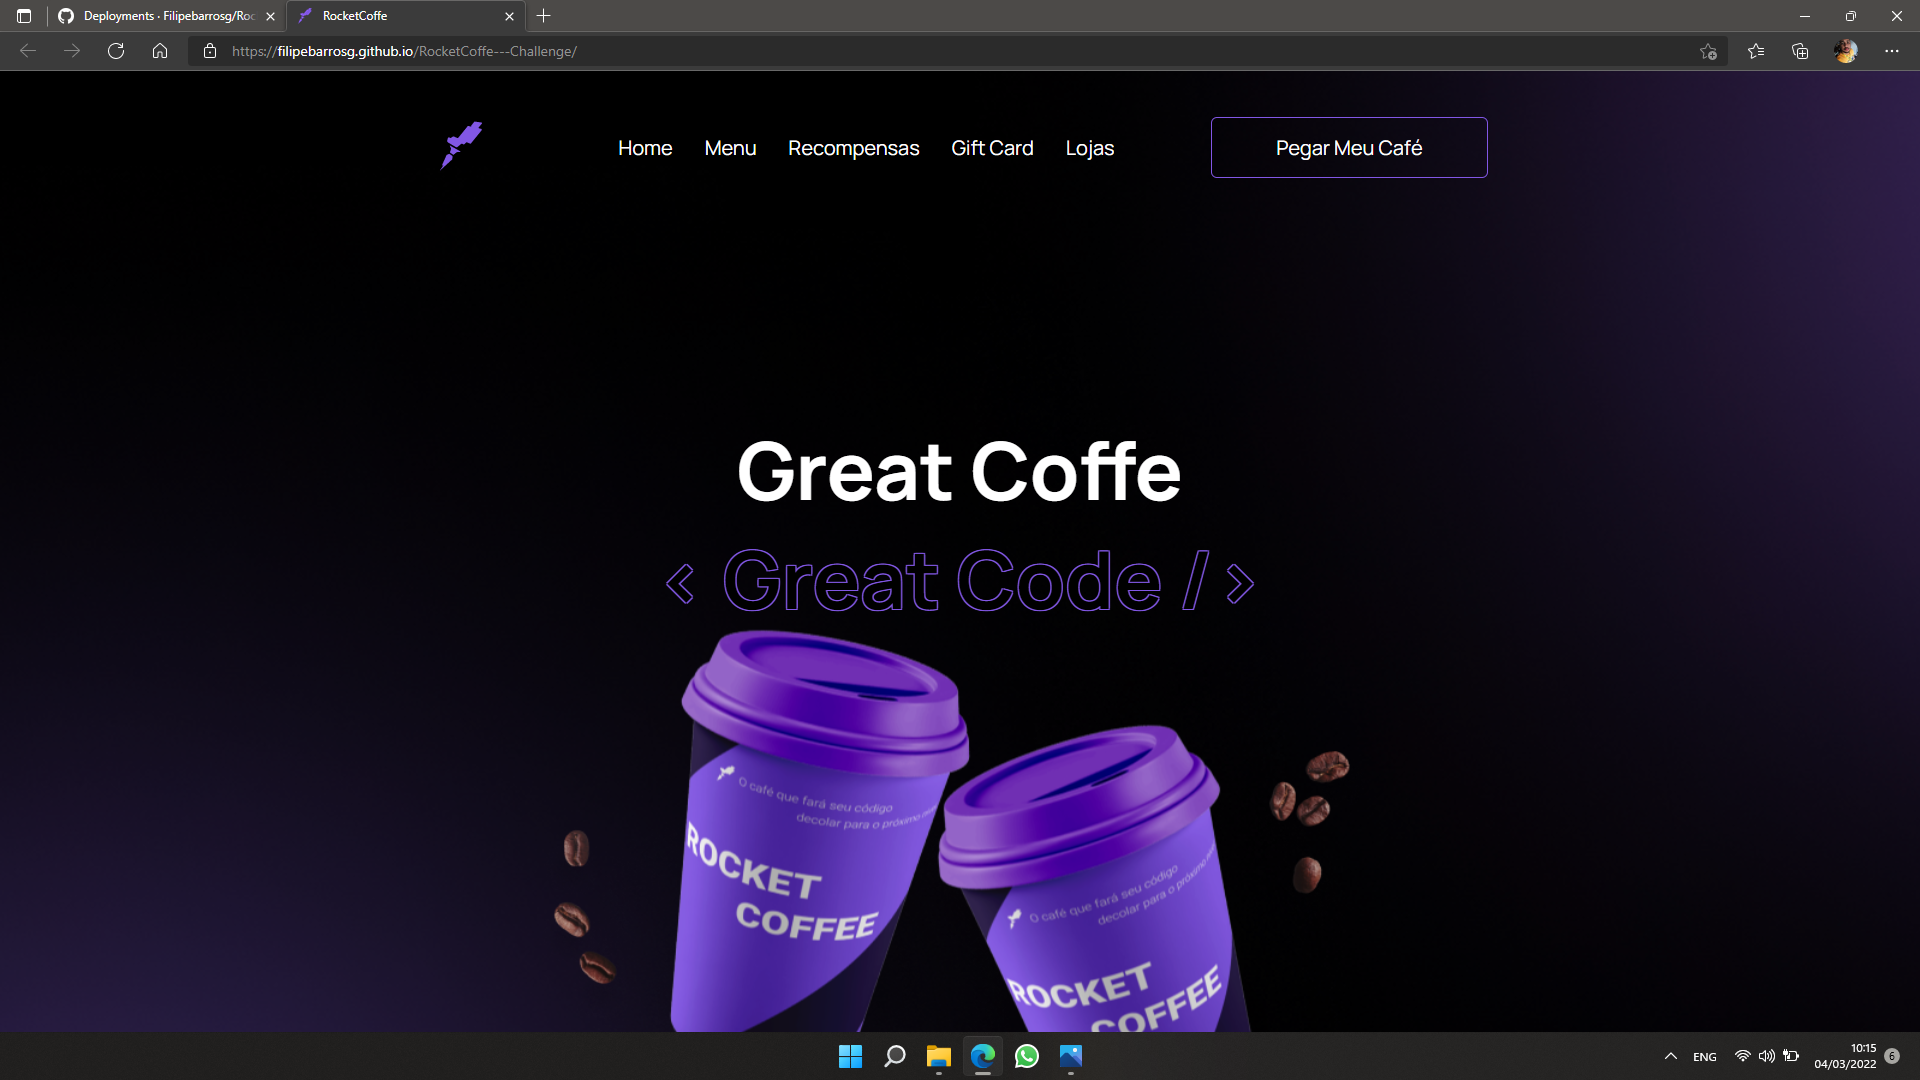 Deployments · Filipebarrosg/Roc
RocketCoffe
https://filipebarrosg.github.io/RocketCoffe---Challenge/
Home
Menu
Recompensas
Gift Card
Lojas
Pegar Meu Café
Great Coffe
< Great Code / >
O café que fará seu código
decolar para o próximo
ROCKET
COFFEE
O café que fará seu código
decolar para o próximo
ROCKET
COFFEE
ENG
10:15
04/03/2022
6